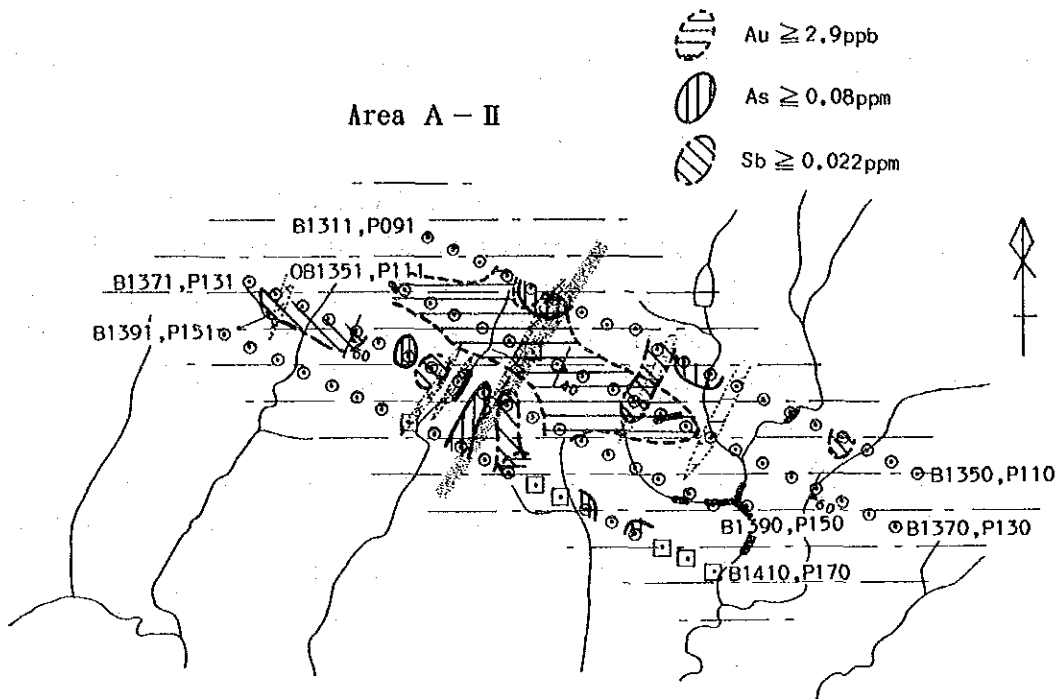 Au ≧ 2.9ppb
As ≧ 0.08ppm
Sb ≧ 0.022ppm
Area A - II
B1311,P091
OB1351,P111
B1371,P131
B1391,P151
60
40
60
B1350,P110
B1390,P150
B1370,P130
B1410,P170